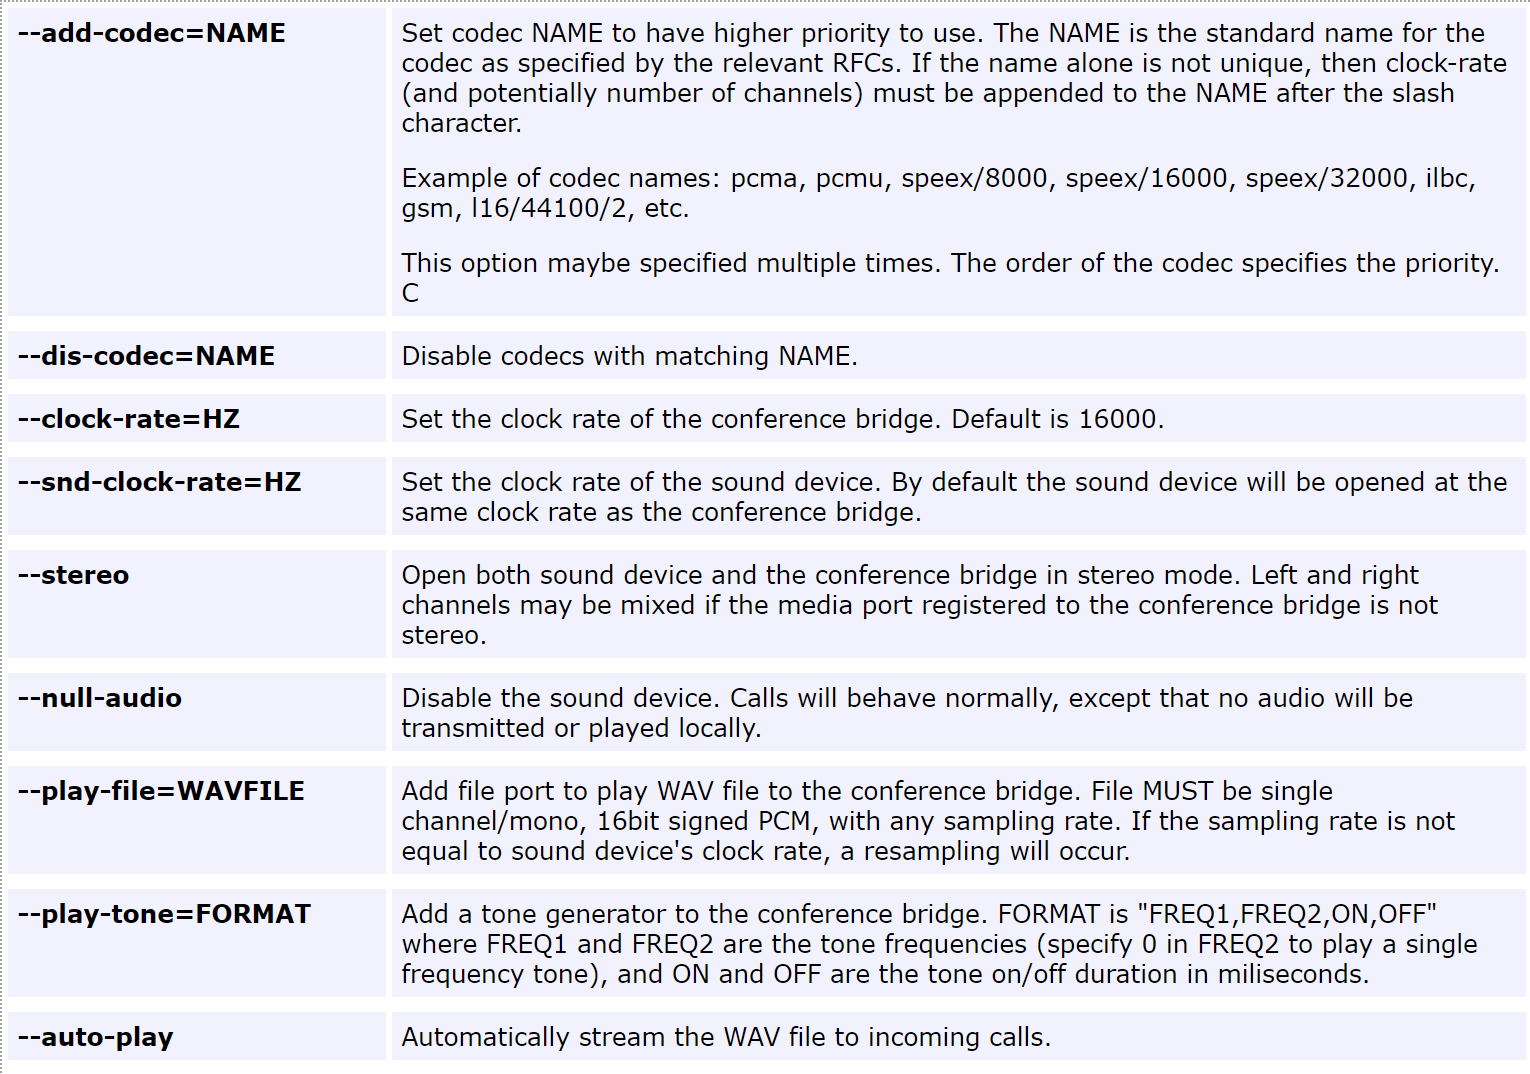 --add-codec=NAME
Set codec NAME to have higher priority to use. The NAME is the standard name for the
codec as specified by the relevant RFCs. If the name alone is not unique, then clock-rate
(and potentially number of channels) must be appended to the NAME after the slash
character.
Example of codec names: pcma, pcmu, speex/8000, speex/16000, speex/32000, ilbc,
gsm, l16/44100/2, etc.
This option maybe specified multiple times. The order of the codec specifies the priority.
C
--dis-codec=NAME
Disable codecs with matching NAME.
--clock-rate=HZ
Set the clock rate of the conference bridge. Default is 16000.
--snd-clock-rate=HZ
Set the clock rate of the sound device. By default the sound device will be opened at the
same clock rate as the conference bridge.
--stereo
Open both sound device and the conference bridge in stereo mode. Left and right
channels may be mixed if the media port registered to the conference bridge is not
stereo.
--null-audio
Disable the sound device. Calls will behave normally, except that no audio will be
transmitted or played locally.
--play-file=WAVFILE
Add file port to play WAV file to the conference bridge. File MUST be single
channel/mono, 16bit signed PCM, with any sampling rate. If the sampling rate is not
equal to sound device's clock rate, a resampling will occur.
--play-tone=FORMAT
Add a tone generator to the conference bridge. FORMAT is "FREQ1,FREQ2,ON,OFF"
where FREQ1 and FREQ2 are the tone frequencies (specify 0 in FREQ2 to play a single
frequency tone), and ON and OFF are the tone on/off duration in miliseconds.
--auto-play
Automatically stream the WAV file to incoming calls.